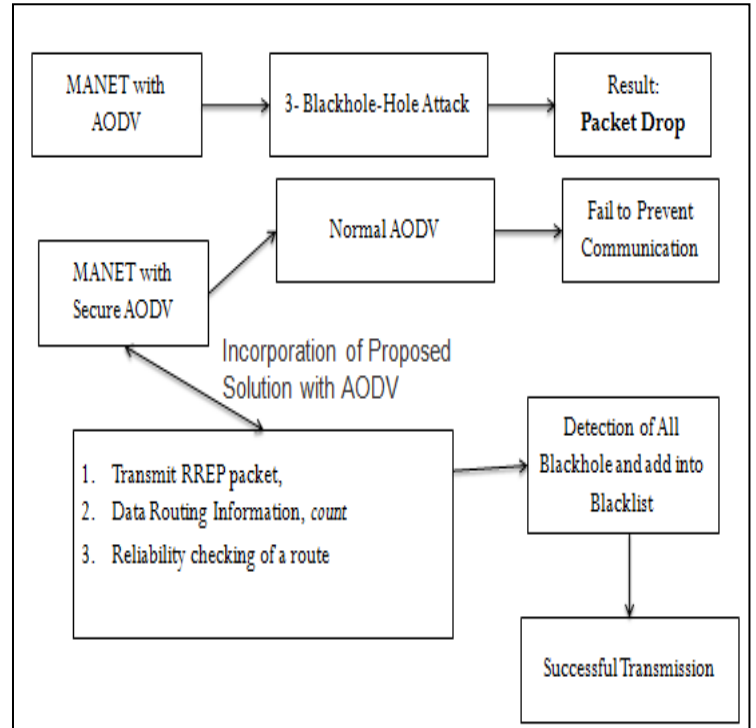 MANET with
AODV
3- Blackhole-Hole Attack
Result:
Packet Drop
Normal AODV
Fail to Prevent
Communication
MANET with
Secure AODV
Incorporation of Proposed
Solution with AODV
1. Transmit RREP packet,
2. Data Routing Information, count
3. Reliability checking of a route
Detection of All
Blackhole and add into
Blacklist
Successful Transmission